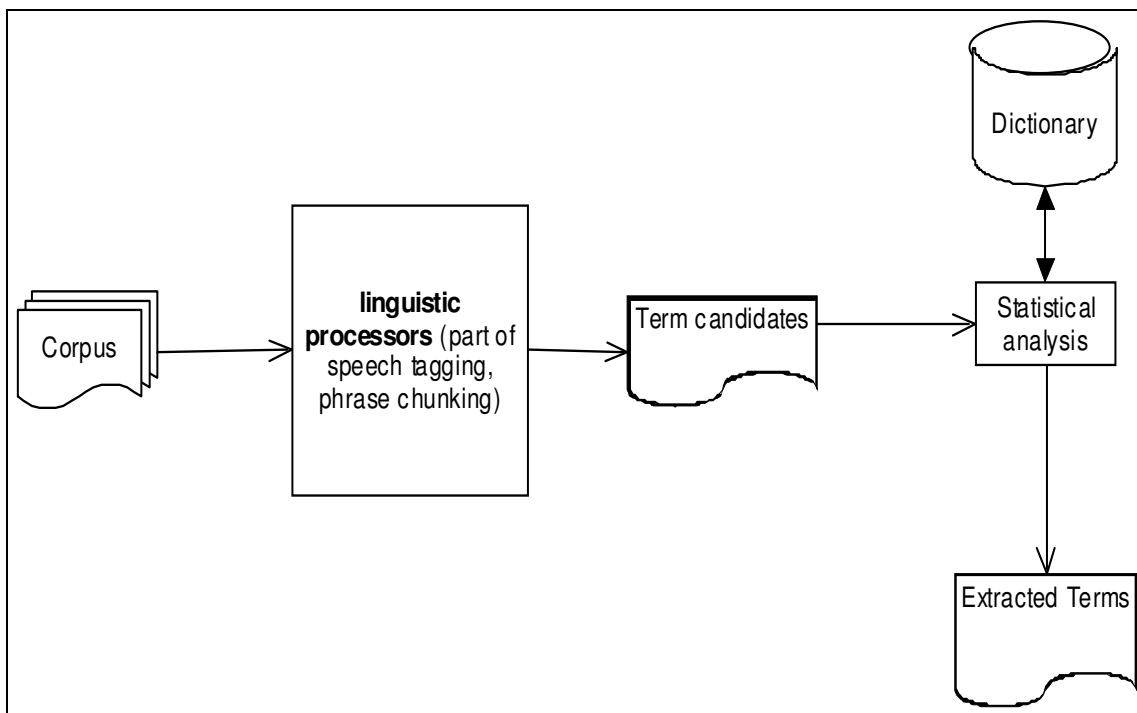 Dictionary
linguistic
processors (part of
speech tagging,
phrase chunking)
Corpus
Term candidates
Statistical
analysis
Extracted Terms